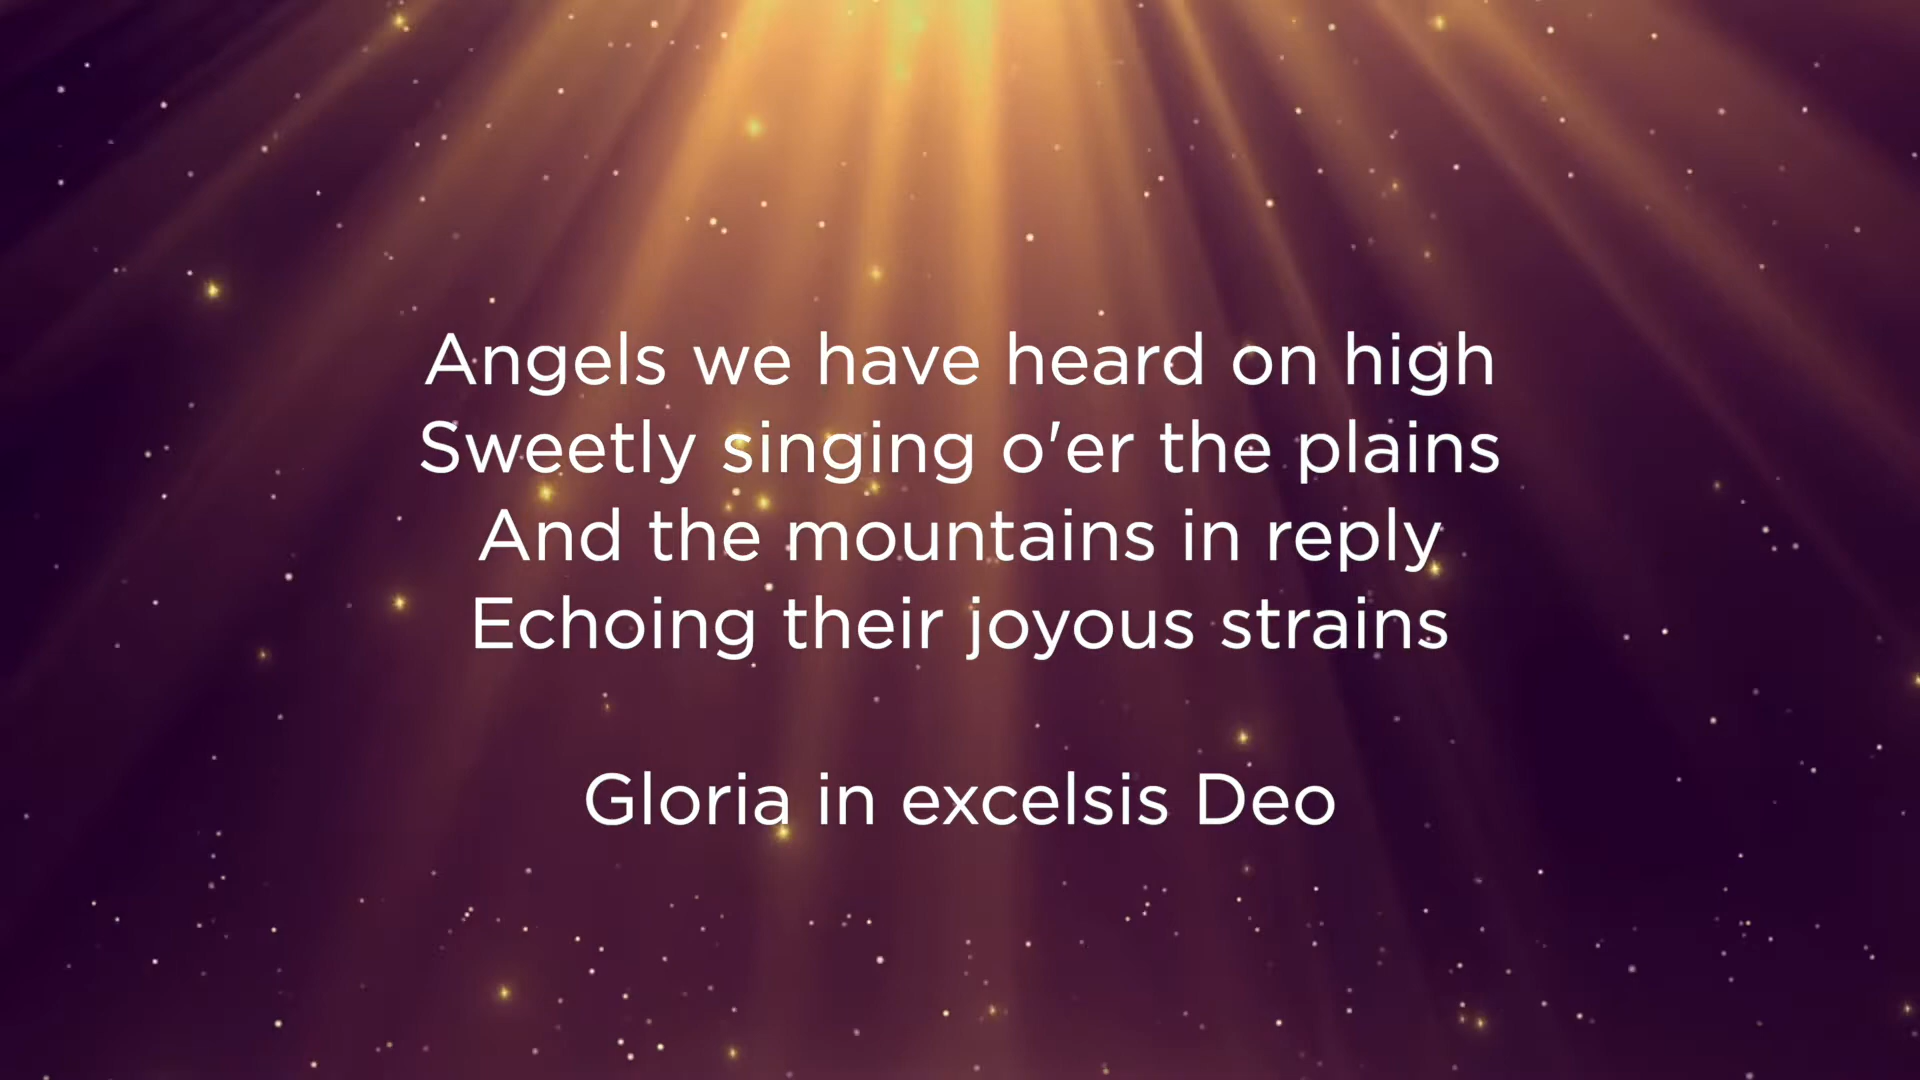 Angels we have heard on high
Sweetly singing o'er the plains
And the mountains in reply
Echoing their joyous strains
Gloria in excelsis Deo